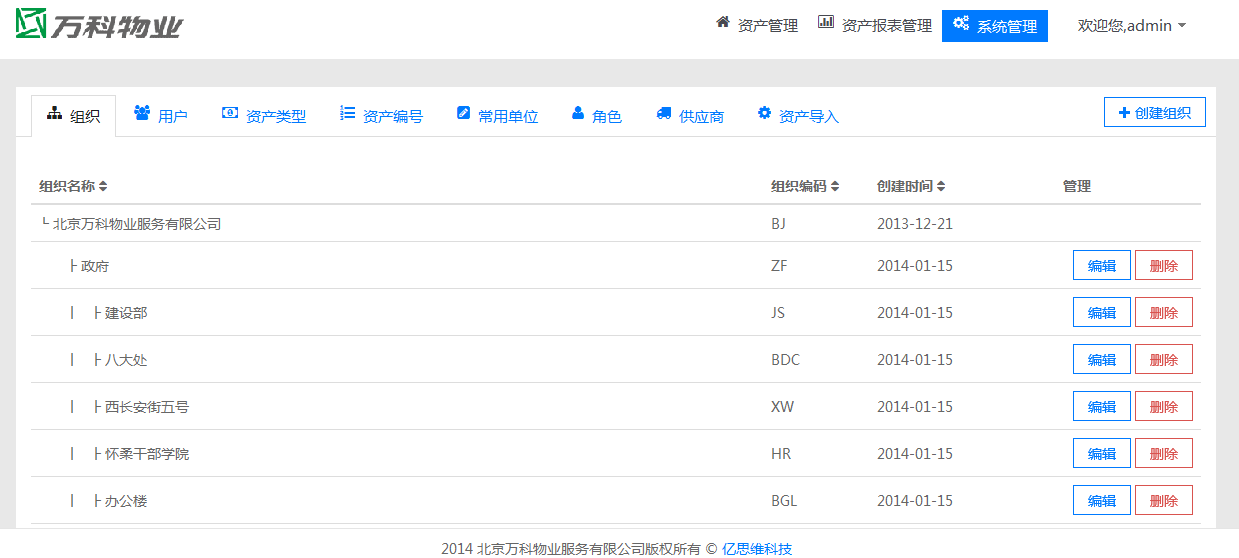 万科物业 资产管理 资产报表管理 系统管理 欢迎您,admin
组织 用户 资产类型 资产编号 常用单位 角色 供应商 资产导入 创建组织
组织名称 组织编码 创建时间 管理
└ 北京万科物业服务有限公司 BJ 2013-12-21
├ 政府 ZF 2014-01-15 编辑 删除
| ├ 建设部 JS 2014-01-15 编辑 删除
| ├ 八大处 BDC 2014-01-15 编辑 删除
| ├ 西长安街五号 XW 2014-01-15 编辑 删除
| ├ 怀柔干部学院 HR 2014-01-15 编辑 删除
| ├ 办公楼 BGL 2014-01-15 编辑 删除
2014 北京万科物业服务有限公司版权所有 © 亿思维科技